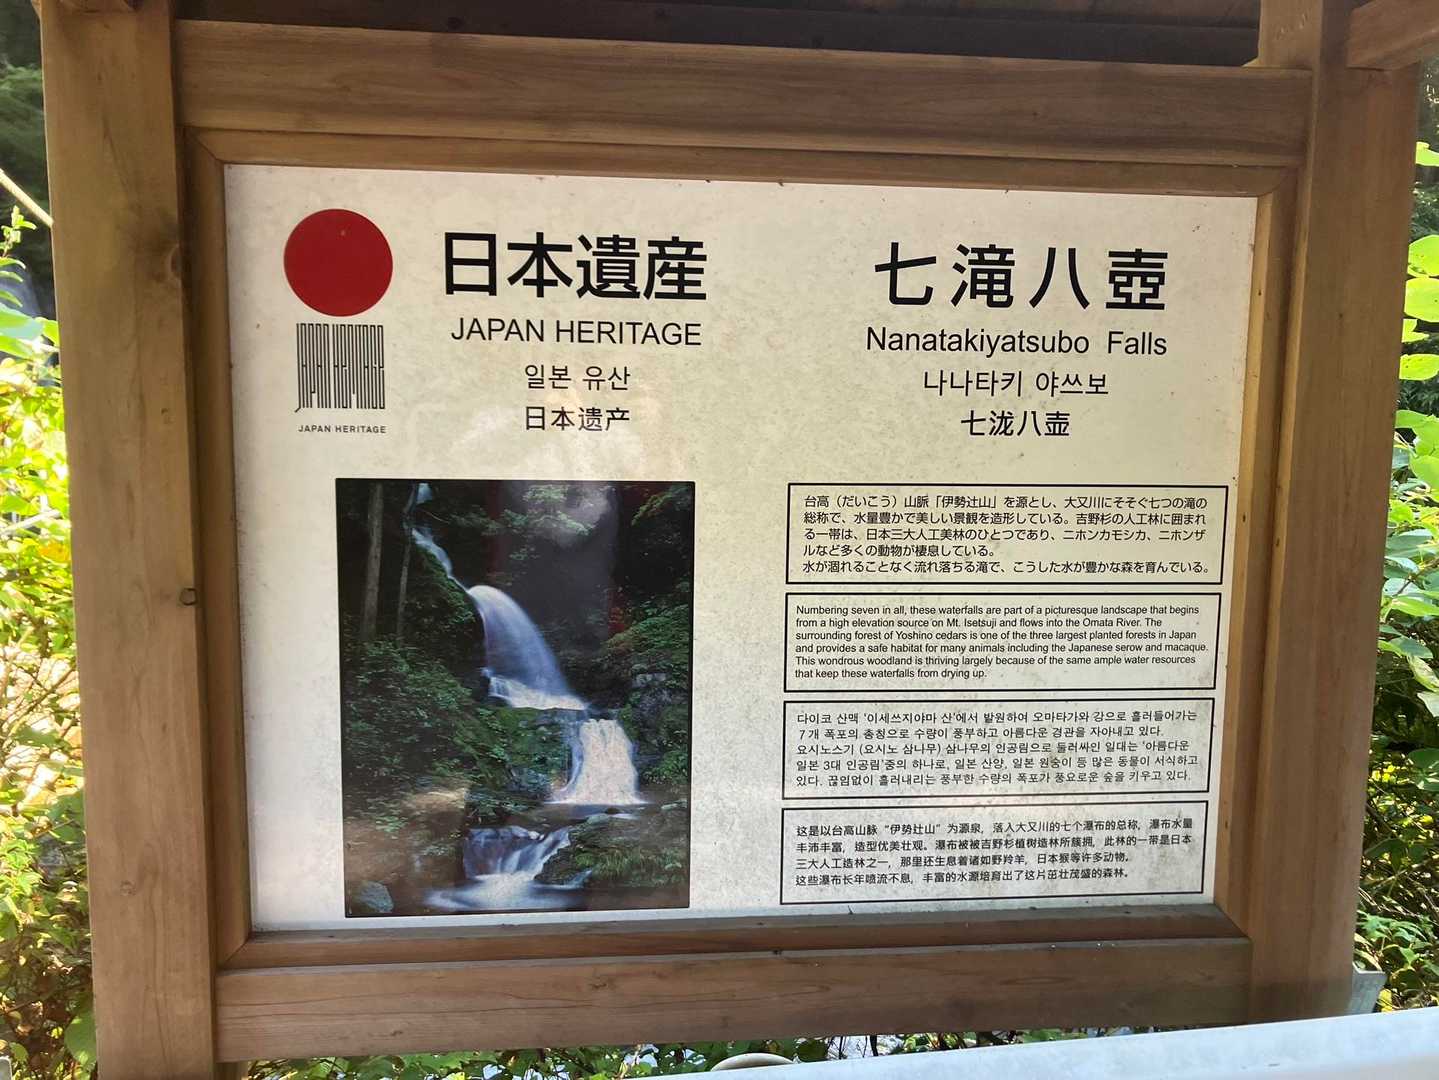 日本遺産
JAPAN HERITAGE
일본 유산
日本遗产
JAPAN HERITAGE
JAPAN HERITAGE
七滝八壺
Nanatakiyatsubo Falls
나나타키 야쓰보
七泷八壶
台高（だいこう）山脈「伊勢辻山」を源とし、大又川にそそぐ七つの滝の
総称で、水量豊かで美しい景観を造形している。吉野杉の人工林に囲まれ
る一帯は、日本三大人工美林のひとつであり、ニホンカモシカ、ニホンザ
ルなど多くの動物が棲息している。
水が涸れることなく流れ落ちる滝で、こうした水が豊かな森を育んでいる。
Numbering seven in all, these waterfalls are part of a picturesque landscape that begins
from a high elevation source on Mt. Isetsuji and flows into the Omata River. The
surrounding forest of Yoshino cedars is one of the three largest planted forests in Japan
and provides a safe habitat for many animals including the Japanese serow and macaque.
This wondrous woodland is thriving largely because of the same ample water resources
that keep these waterfalls from drying up.
다이코 산맥 '이세쓰지야마 산'에서 발원하여 오마타가와 강으로 흘러들어가는
７개 폭포의 총칭으로 수량이 풍부하고 아름다운 경관을 자아내고 있다.
요시노스기 (요시노 삼나무) 삼나무의 인공림으로 둘러싸인 일대는 '아름다운
일본 3대 인공림'중의 하나로, 일본 산양, 일본 원숭이 등 많은 동물이 서식하고
있다. 끊임없이 흘러내리는 풍부한 수량의 폭포가 풍요로운 숲을 키우고 있다.
这是以台高山脉“伊势辻山”为源泉，落入大又川的七个瀑布的总称，瀑布水量
丰沛丰富，造型优美壮观。瀑布被被吉野杉植树造林所簇拥，此林的一带是日本
三大人工造林之一，那里还生息着诸如野羚羊，日本猴等许多动物。
这些瀑布长年喷流不息，丰富的水源培育出了这片茁壮茂盛的森林。